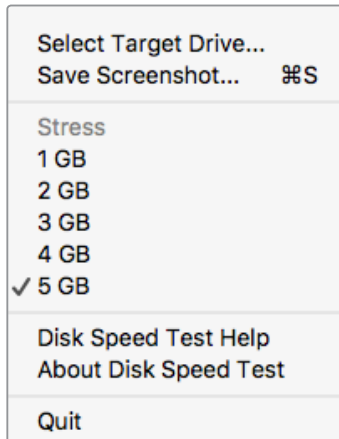 Select Target Drive...
Save Screenshot... ⌘S
Stress
1 GB
2 GB
3 GB
4 GB
✓ 5 GB
Disk Speed Test Help
About Disk Speed Test
Quit